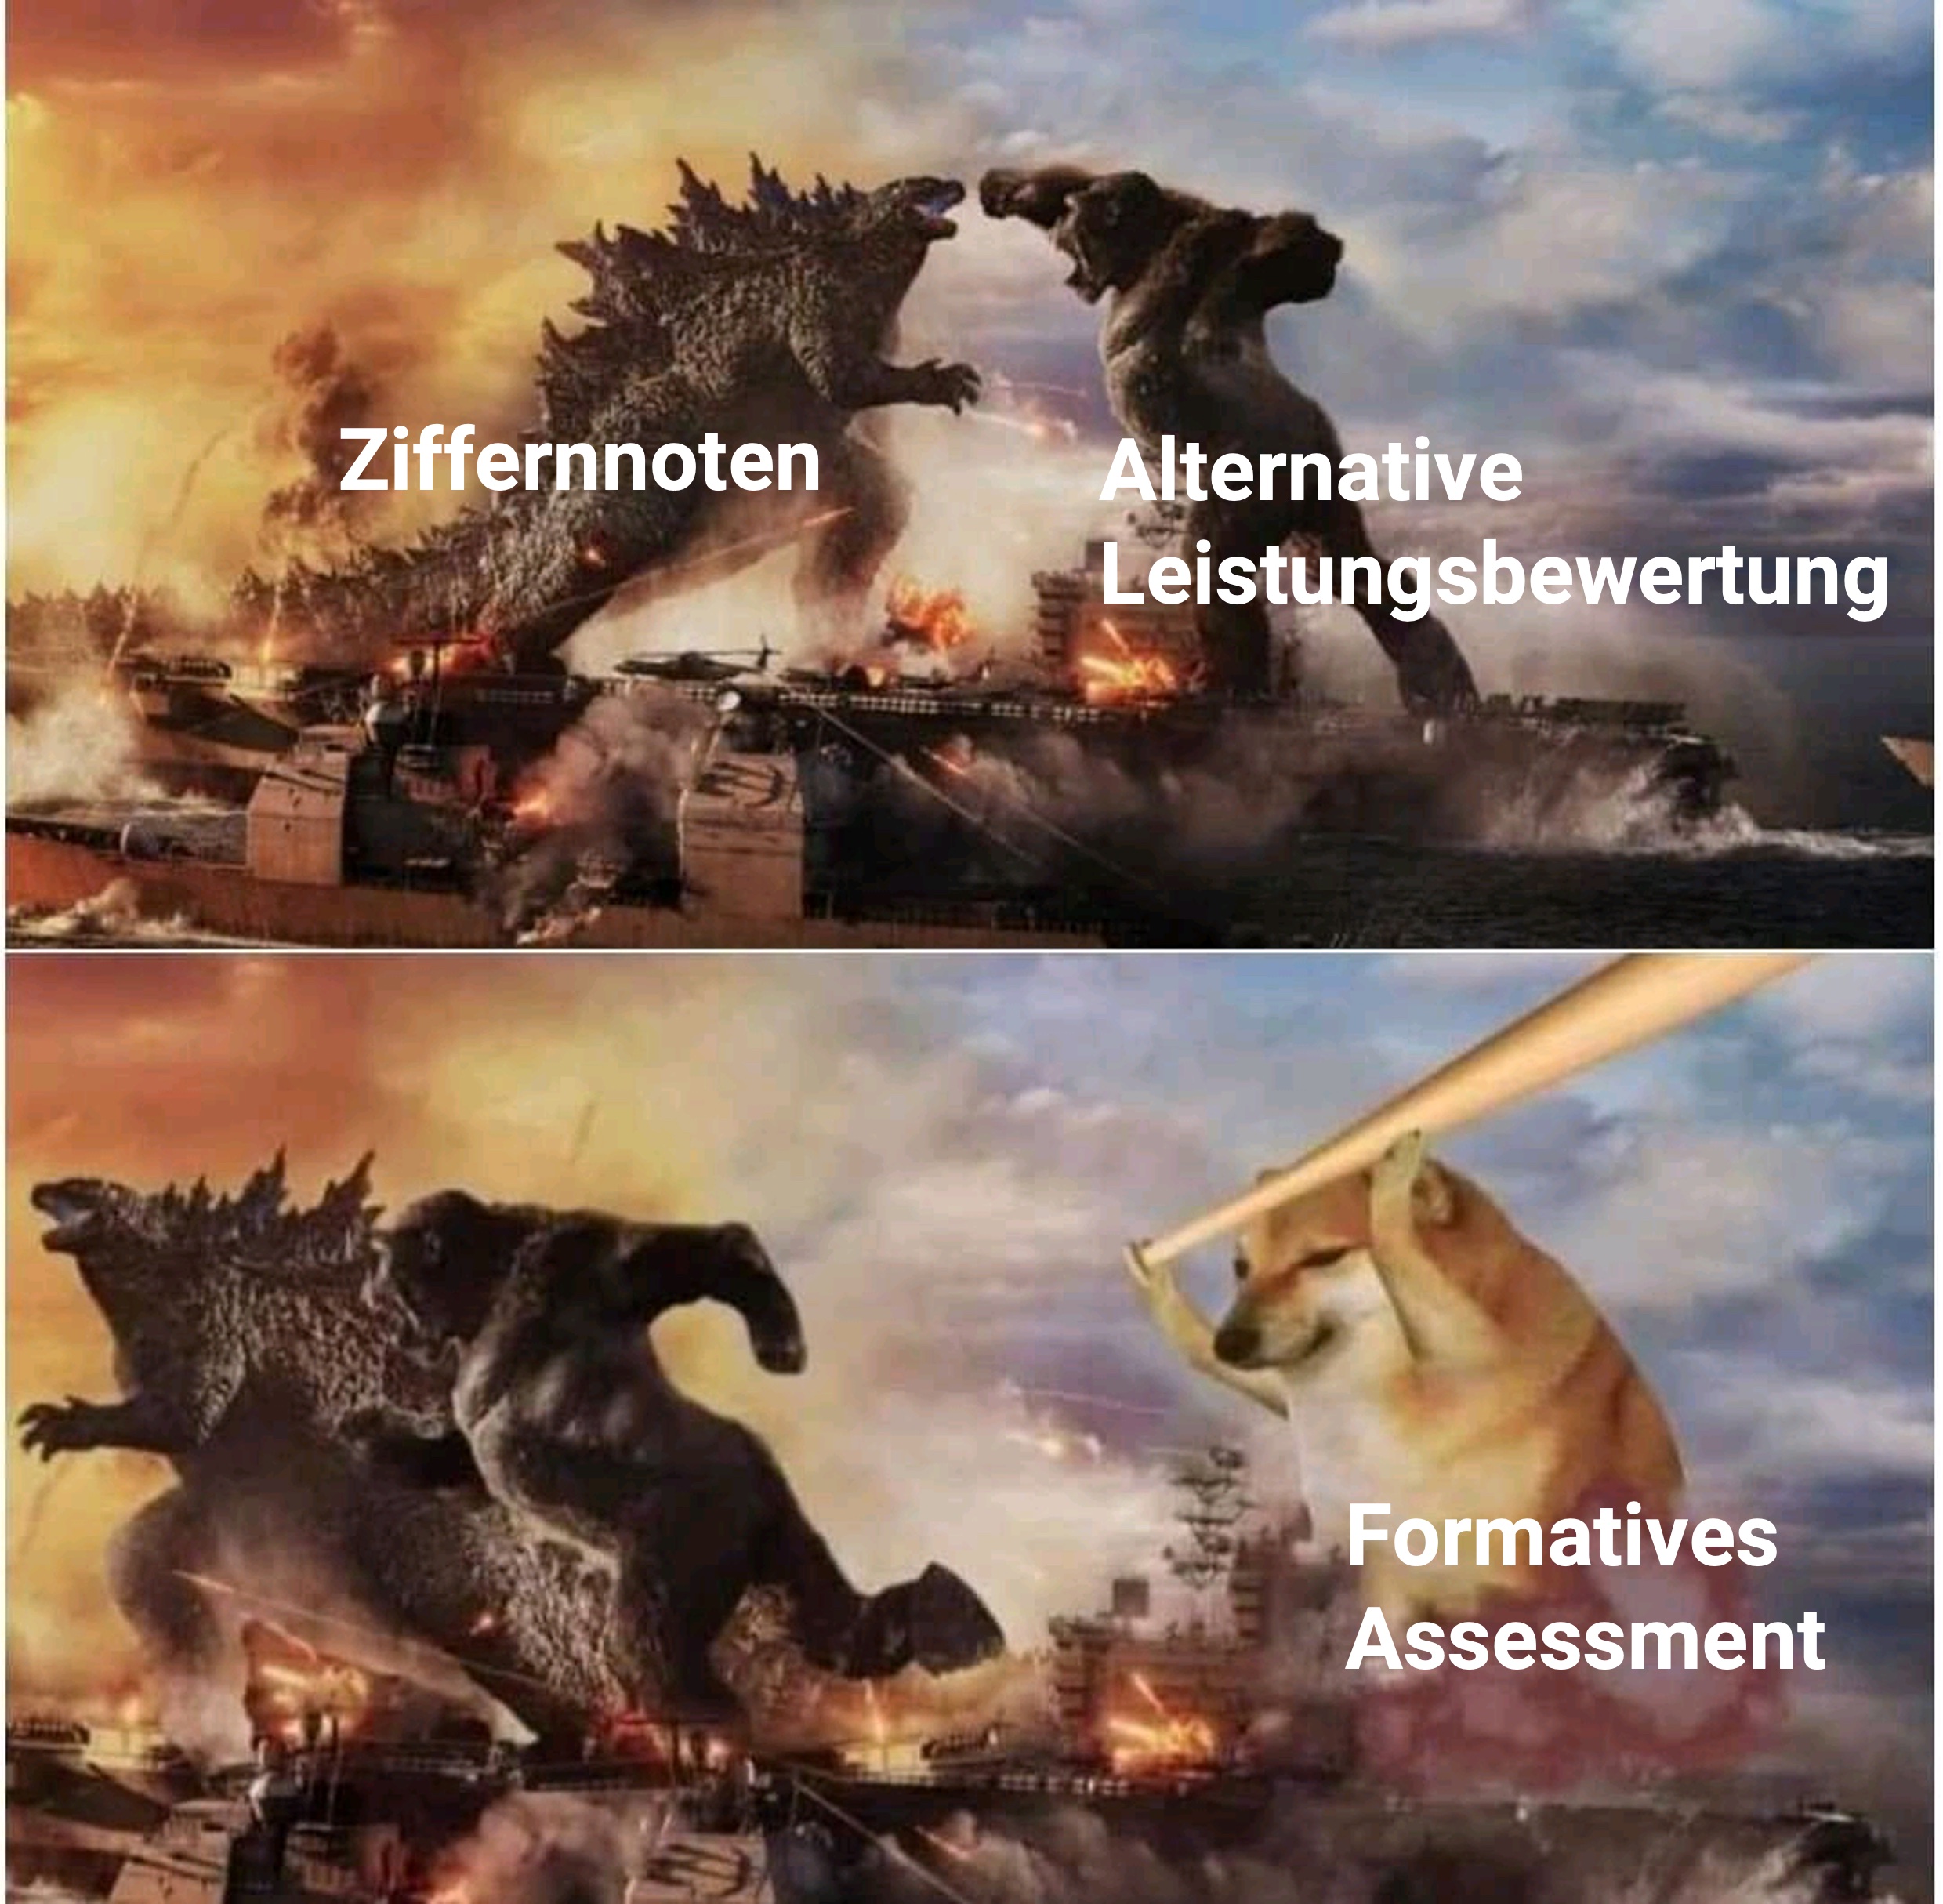 Ziffernnoten
Alternative
Leistungsbewertung
Formatives
Assessment